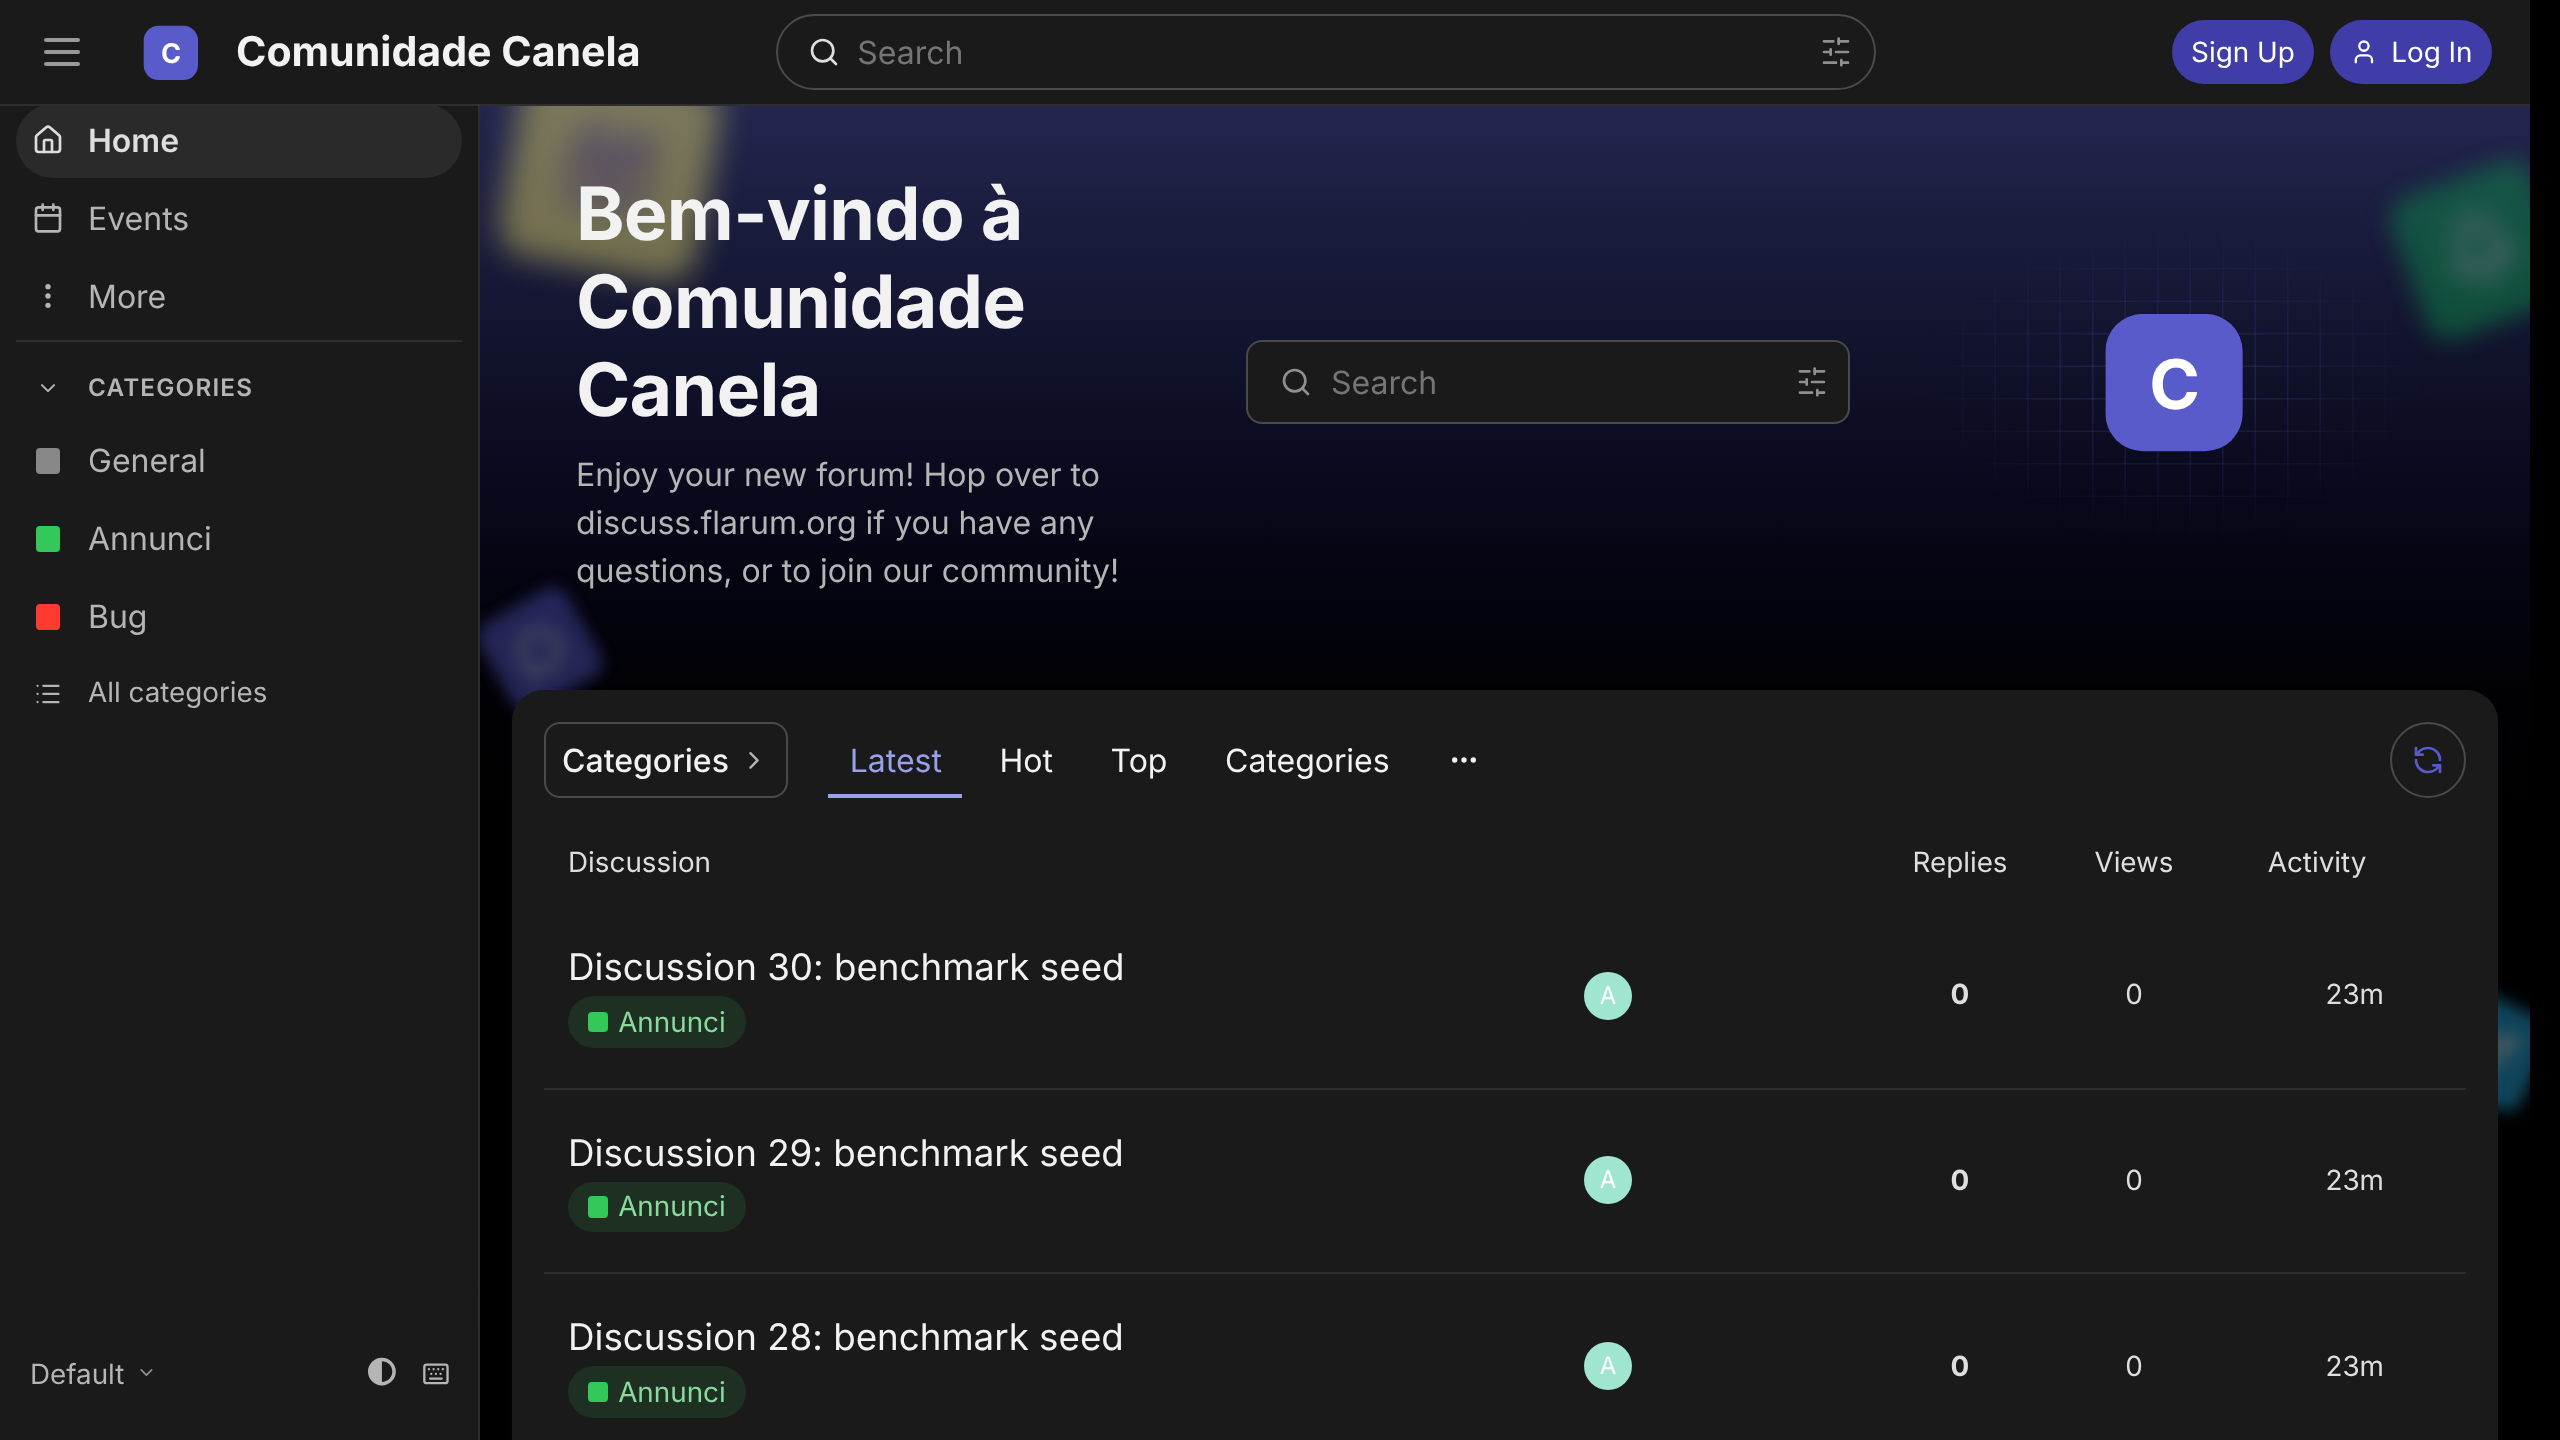 C Comunidade Canela
Search
Sign Up
Log In
Home
Events
More
CATEGORIES
General
Annunci
Bug
All categories
Default
Bem-vindo à
Comunidade
Canela
Enjoy your new forum! Hop over to
discuss.flarum.org if you have any
questions, or to join our community!
Search
C
Categories
Latest
Hot
Top
Categories
Discussion
Replies
Views
Activity
Discussion 30: benchmark seed
Annunci
A
0
0
23m
Discussion 29: benchmark seed
Annunci
A
0
0
23m
Discussion 28: benchmark seed
Annunci
A
0
0
23m